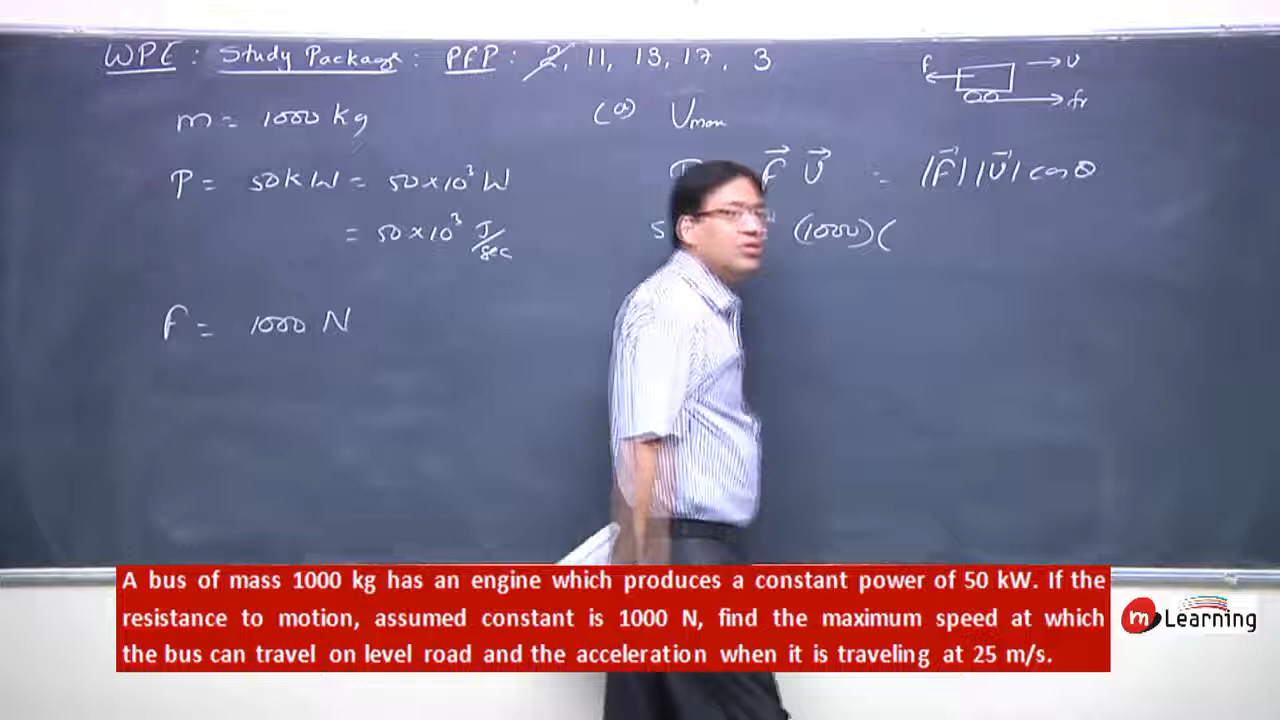 WPE : Study Package : PFP : 2, 11, 13, 17, 3
m = 1000 kg
P = 50kW = 50×10³ W
= 50×10³ J/sec
f = 1000 N
(a) Vmax
f v
fr
F⃗ V⃗ = |F⃗| |V⃗| cos θ
(1000)(
A bus of mass 1000 kg has an engine which produces a constant power of 50 kW. If the
resistance to motion, assumed constant is 1000 N, find the maximum speed at which
the bus can travel on level road and the acceleration when it is traveling at 25 m/s.
m Learning